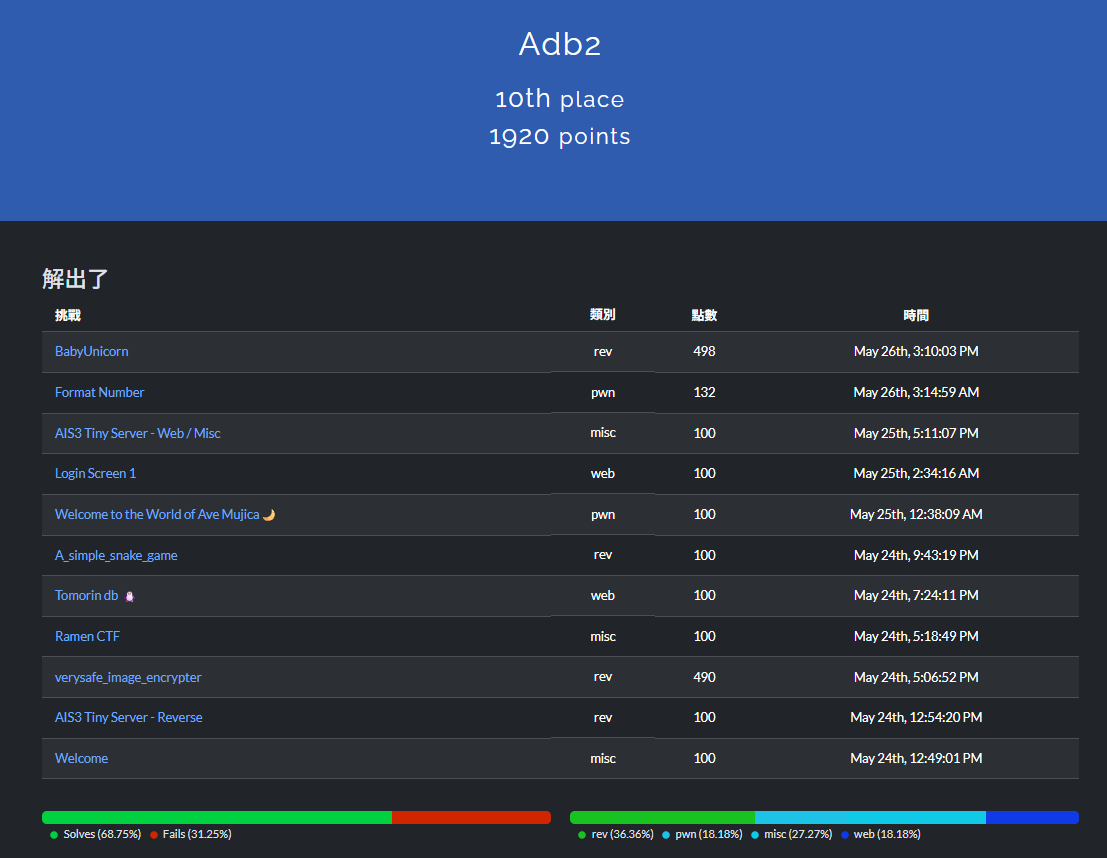 Adb2
10th place
1920 points
解出了
挑戰 類別 點數 時間
BabyUnicorn rev 498 May 26th, 3:10:03 PM
Format Number pwn 132 May 26th, 3:14:59 AM
AIS3 Tiny Server - Web / Misc misc 100 May 25th, 5:11:07 PM
Login Screen 1 web 100 May 25th, 2:34:16 AM
Welcome to the World of Ave Mujica🌛 pwn 100 May 25th, 12:38:09 AM
A_simple_snake_game rev 100 May 24th, 9:43:19 PM
Tomorin db 🐧 web 100 May 24th, 7:24:11 PM
Ramen CTF misc 100 May 24th, 5:18:49 PM
verysafe_image_encrypter rev 490 May 24th, 5:06:52 PM
AIS3 Tiny Server - Reverse rev 100 May 24th, 12:54:20 PM
Welcome misc 100 May 24th, 12:49:01 PM
Solves (68.75%) Fails (31.25%) rev (36.36%) pwn (18.18%) misc (27.27%) web (18.18%)